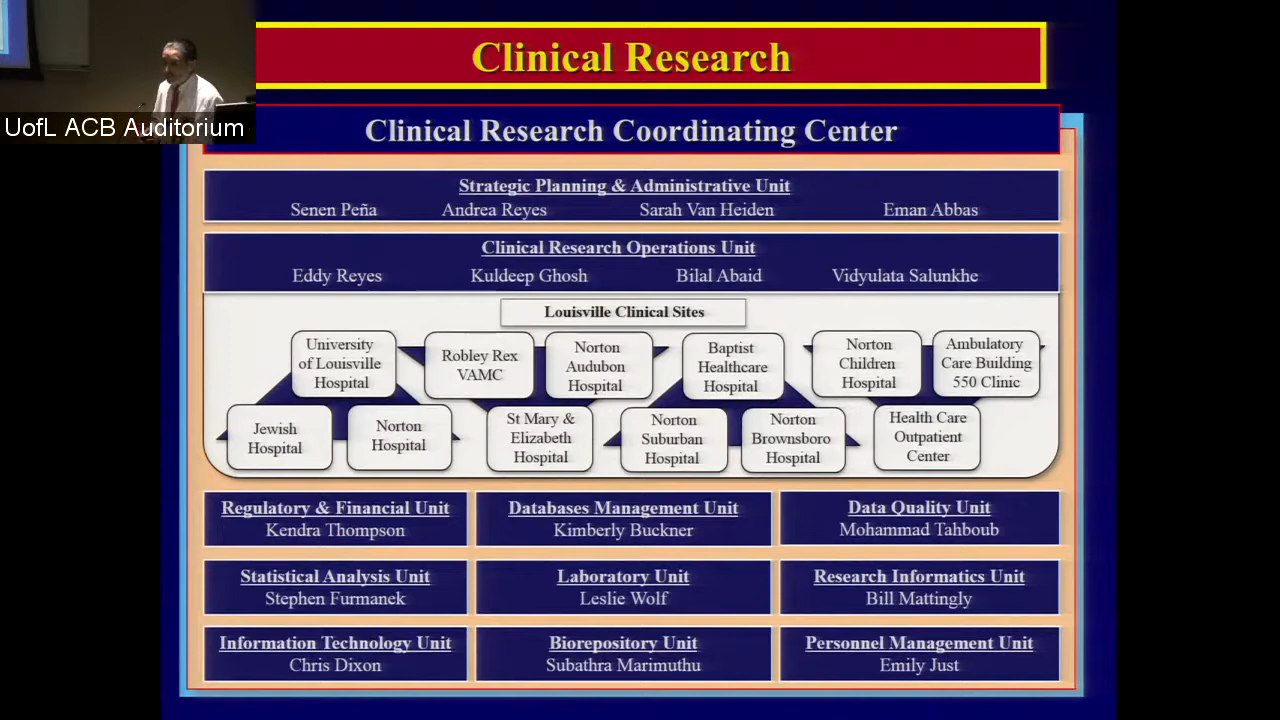 Clinical Research
UofL ACB Auditorium
Clinical Research Coordinating Center
Strategic Planning & Administrative Unit
Senen Peña Andrea Reyes Sarah Van Heiden Eman Abbas
Clinical Research Operations Unit
Eddy Reyes Kuldeep Ghosh Bilal Abaid Vidyulata Salunkhe
Louisville Clinical Sites
University
of Louisville
Hospital
Robley Rex
VAMC
Norton
Audubon
Hospital
Baptist
Healthcare
Hospital
Norton
Children
Hospital
Ambulatory
Care Building
550 Clinic
Jewish
Hospital
Norton
Hospital
St Mary &
Elizabeth
Hospital
Norton
Suburban
Hospital
Norton
Brownsboro
Hospital
Health Care
Outpatient
Center
Regulatory & Financial Unit
Kendra Thompson
Databases Management Unit
Kimberly Buckner
Data Quality Unit
Mohammad Tahboub
Statistical Analysis Unit
Stephen Furmanek
Laboratory Unit
Leslie Wolf
Research Informatics Unit
Bill Mattingly
Information Technology Unit
Chris Dixon
Biorepository Unit
Subathra Marimuthu
Personnel Management Unit
Emily Just